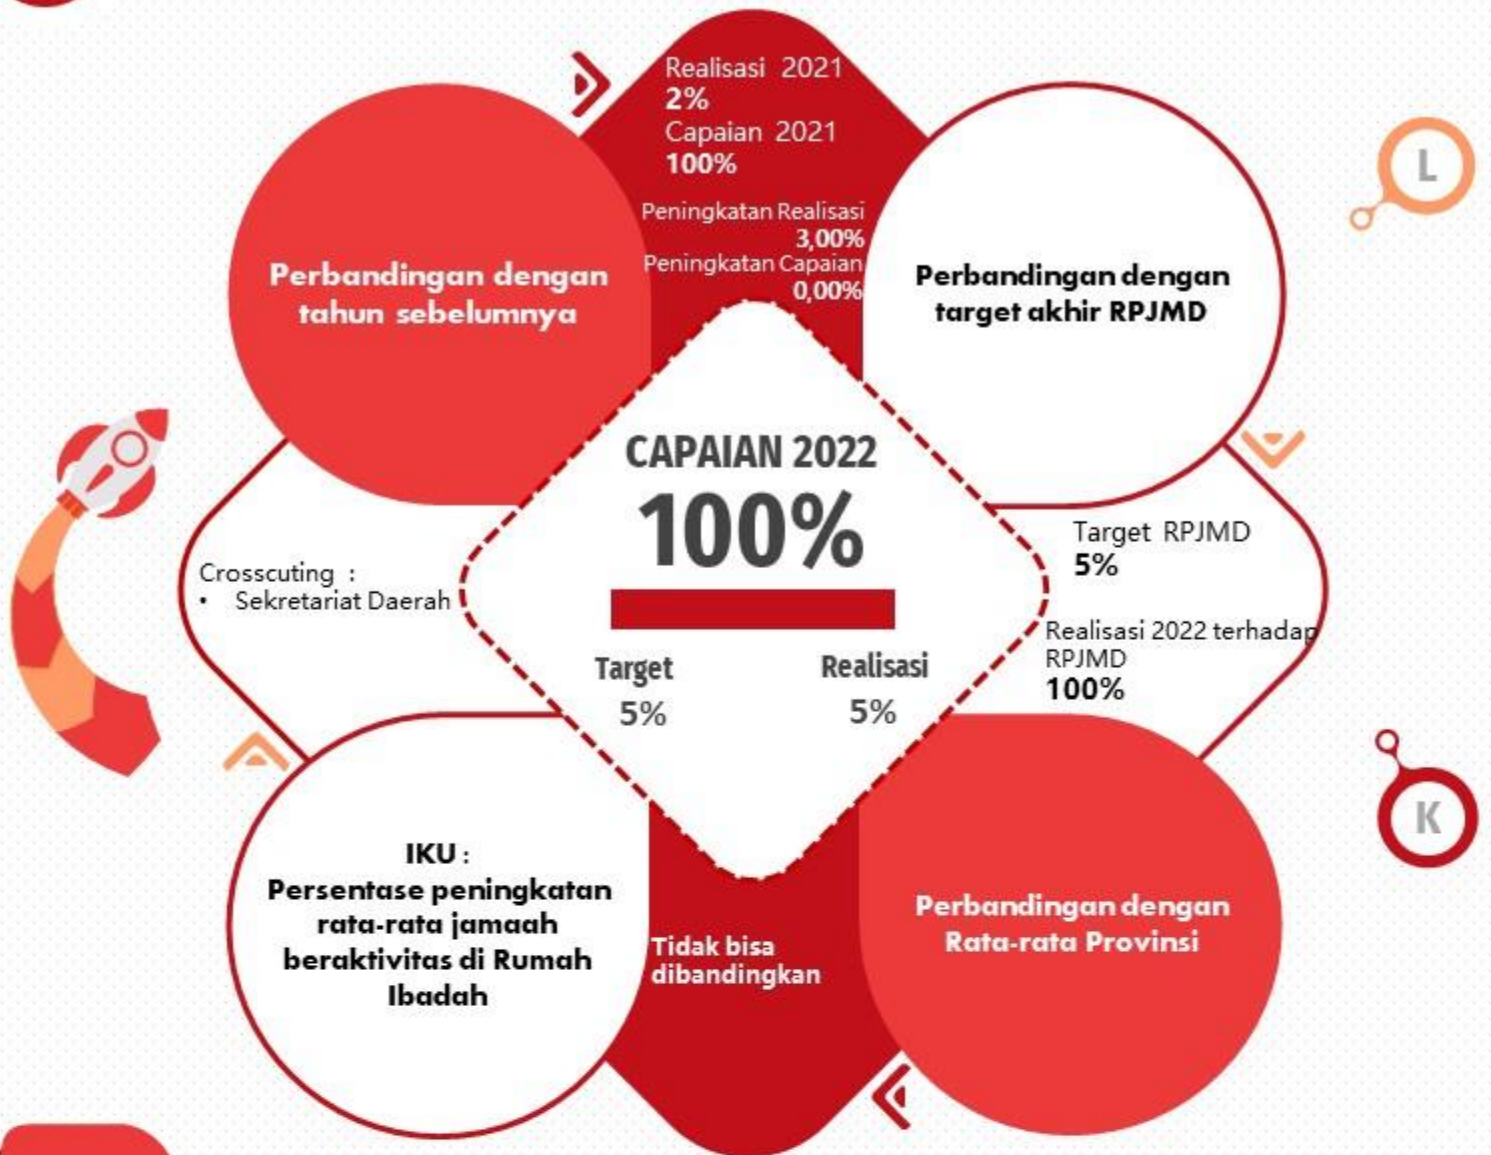 Realisasi 2021
2%
Capaian 2021
100%
Peningkatan Realisasi
3,00%
Peningkatan Capaian
0,00%
Perbandingan dengan
tahun sebelumnya
Perbandingan dengan
target akhir RPJMD
L
CAPAIAN 2022
100%
Target
5%
Realisasi
5%
Crosscuting :
• Sekretariat Daerah
Target RPJMD
5%
Realisasi 2022 terhadap
RPJMD
100%
K
IKU :
Persentase peningkatan
rata-rata jamaah
beraktivitas di Rumah
Ibadah
Tidak bisa
dibandingkan
Perbandingan dengan
Rata-rata Provinsi